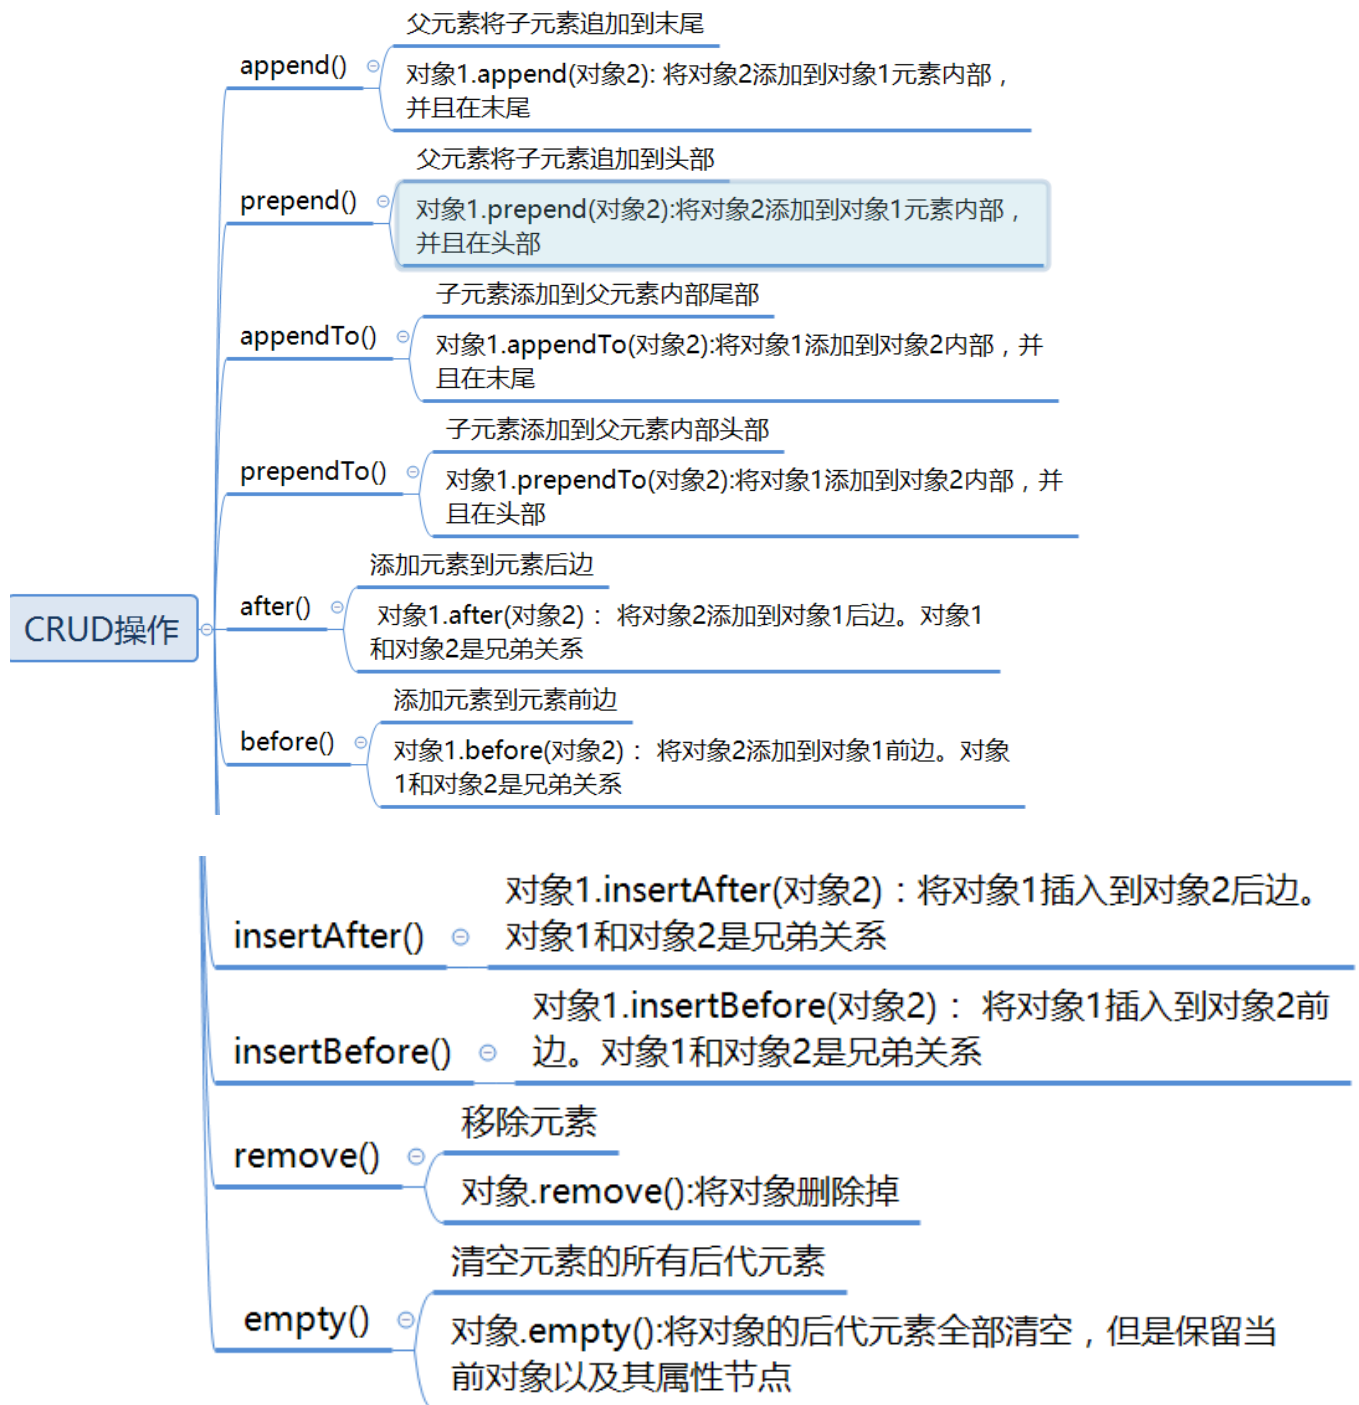 CRUD操作
append()
父元素将子元素追加到末尾
对象1.append(对象2): 将对象2添加到对象1元素内部，
并且在末尾
prepend()
父元素将子元素追加到头部
对象1.prepend(对象2):将对象2添加到对象1元素内部，
并且在头部
appendTo()
子元素添加到父元素内部尾部
对象1.appendTo(对象2):将对象1添加到对象2内部，并
且在末尾
prependTo()
子元素添加到父元素内部头部
对象1.prependTo(对象2):将对象1添加到对象2内部，并
且在头部
after()
添加元素到元素后边
对象1.after(对象2)： 将对象2添加到对象1后边。对象1
和对象2是兄弟关系
before()
添加元素到元素前边
对象1.before(对象2)： 将对象2添加到对象1前边。对象
1和对象2是兄弟关系
insertAfter()
对象1.insertAfter(对象2)：将对象1插入到对象2后边。
对象1和对象2是兄弟关系
insertBefore()
对象1.insertBefore(对象2)： 将对象1插入到对象2前
边。对象1和对象2是兄弟关系
remove()
移除元素
对象.remove():将对象删除掉
empty()
清空元素的所有后代元素
对象.empty():将对象的后代元素全部清空，但是保留当
前对象以及其属性节点